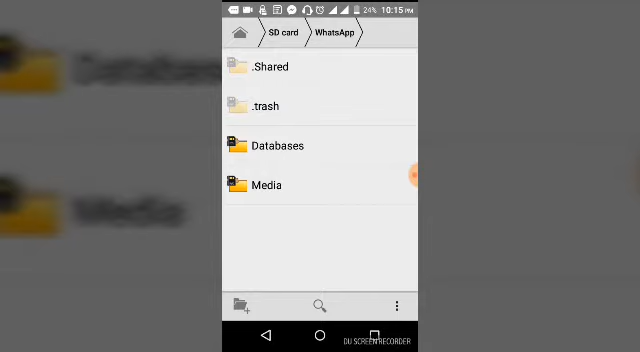 24% 10:15 PM
SD card WhatsApp
.Shared
.trash
Databases
Media
DU SCREEN RECORDER